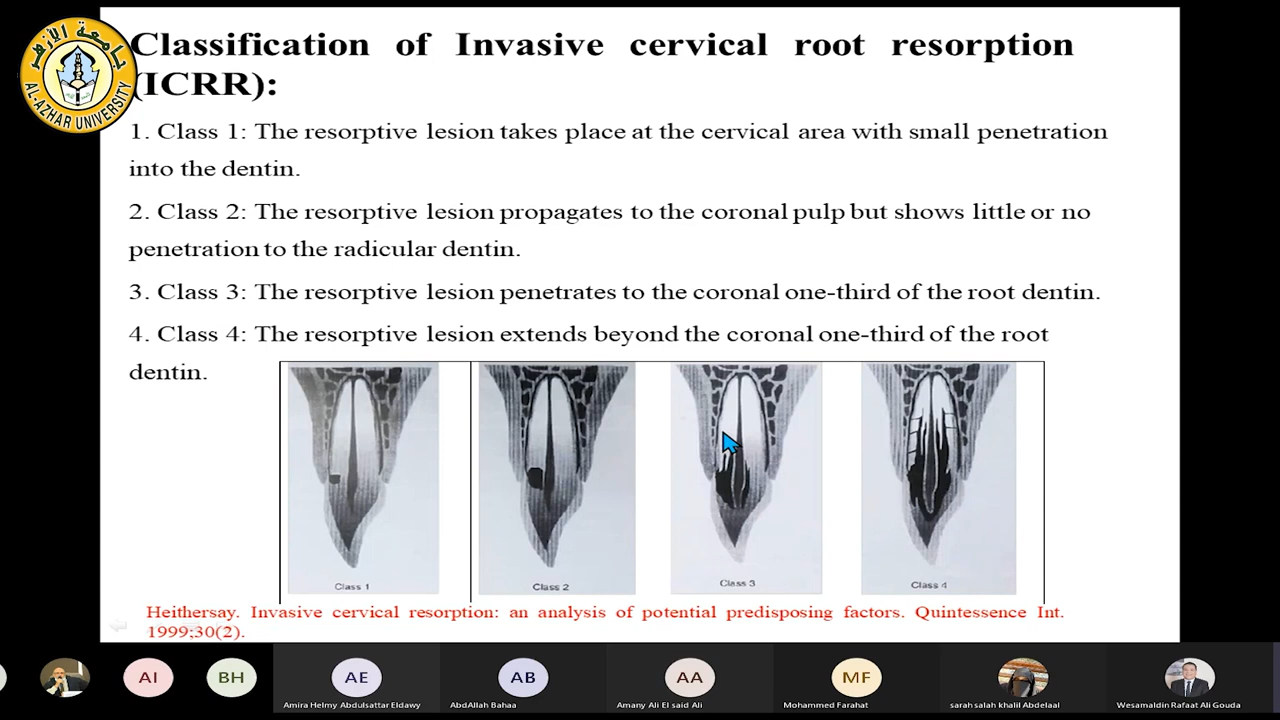 جامعة الأزهر
AL-AZHAR UNIVERSITY
Classification of Invasive cervical root resorption
(ICRR):
1. Class 1: The resorptive lesion takes place at the cervical area with small penetration
into the dentin.
2. Class 2: The resorptive lesion propagates to the coronal pulp but shows little or no
penetration to the radicular dentin.
3. Class 3: The resorptive lesion penetrates to the coronal one-third of the root dentin.
4. Class 4: The resorptive lesion extends beyond the coronal one-third of the root
dentin.
Class 1 Class 2 Class 3 Class 4
Heithersay. Invasive cervical resorption: an analysis of potential predisposing factors. Quintessence Int.
1999;30(2).
AI BH AE AB AA MF
Amira Helmy Abdulsattar Eldawy AbdAllah Bahaa Amany Ali El said Ali Mohammed Farahat sarah salah khalil Abdelaal Wesamaldin Rafaat Ali Gouda